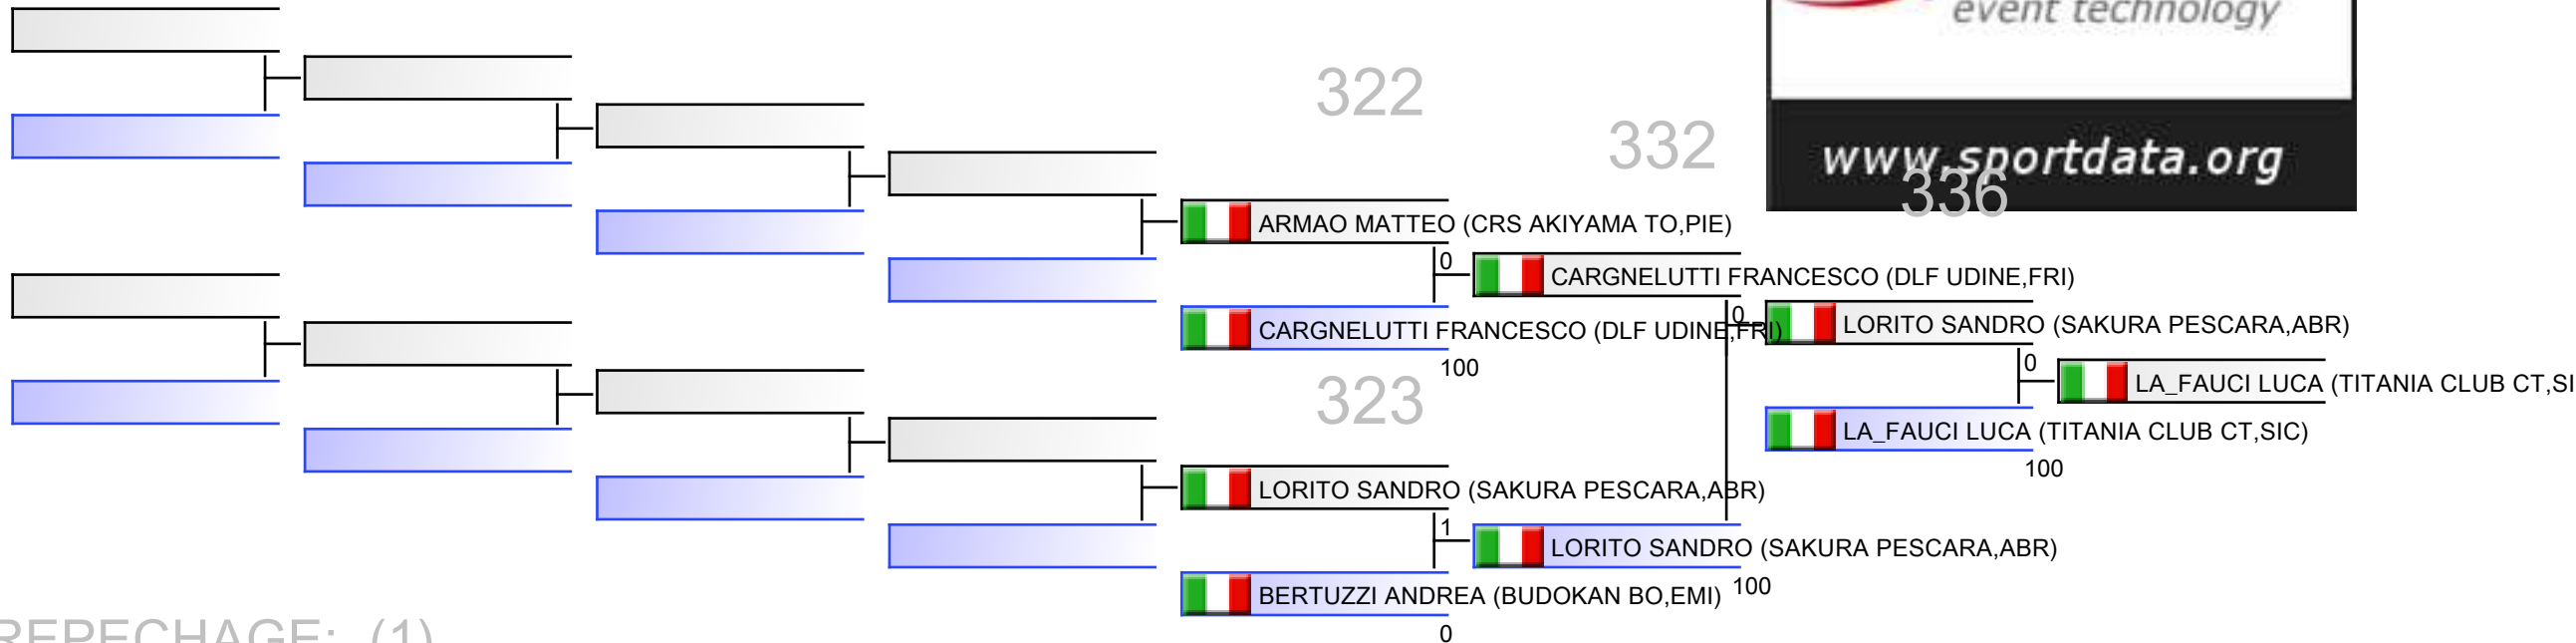 event technology
322
332
www.sportdata.org
336
ARMAO MATTEO (CRS AKIYAMA TO,PIE)
0
CARGNELUTTI FRANCESCO (DLF UDINE,FRI)
0
LORITO SANDRO (SAKURA PESCARA,ABR)
CARGNELUTTI FRANCESCO (DLF UDINE,FRI)
100
0
LA_FAUCI LUCA (TITANIA CLUB CT,SI
323
LA_FAUCI LUCA (TITANIA CLUB CT,SIC)
100
LORITO SANDRO (SAKURA PESCARA,ABR)
1
LORITO SANDRO (SAKURA PESCARA,ABR)
100
BERTUZZI ANDREA (BUDOKAN BO,EMI)
0
REPECHAGE: (1)